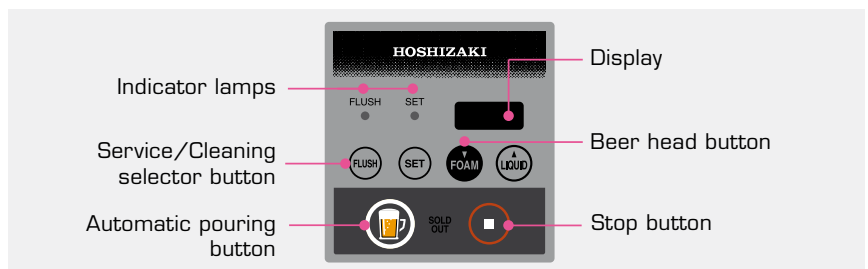 HOSHIZAKI
Display
Indicator lamps
FLUSH SET
Beer head button
Service/Cleaning
selector button
FLUSH SET FOAM LIQUID
Automatic pouring
button
SOLD
OUT
Stop button